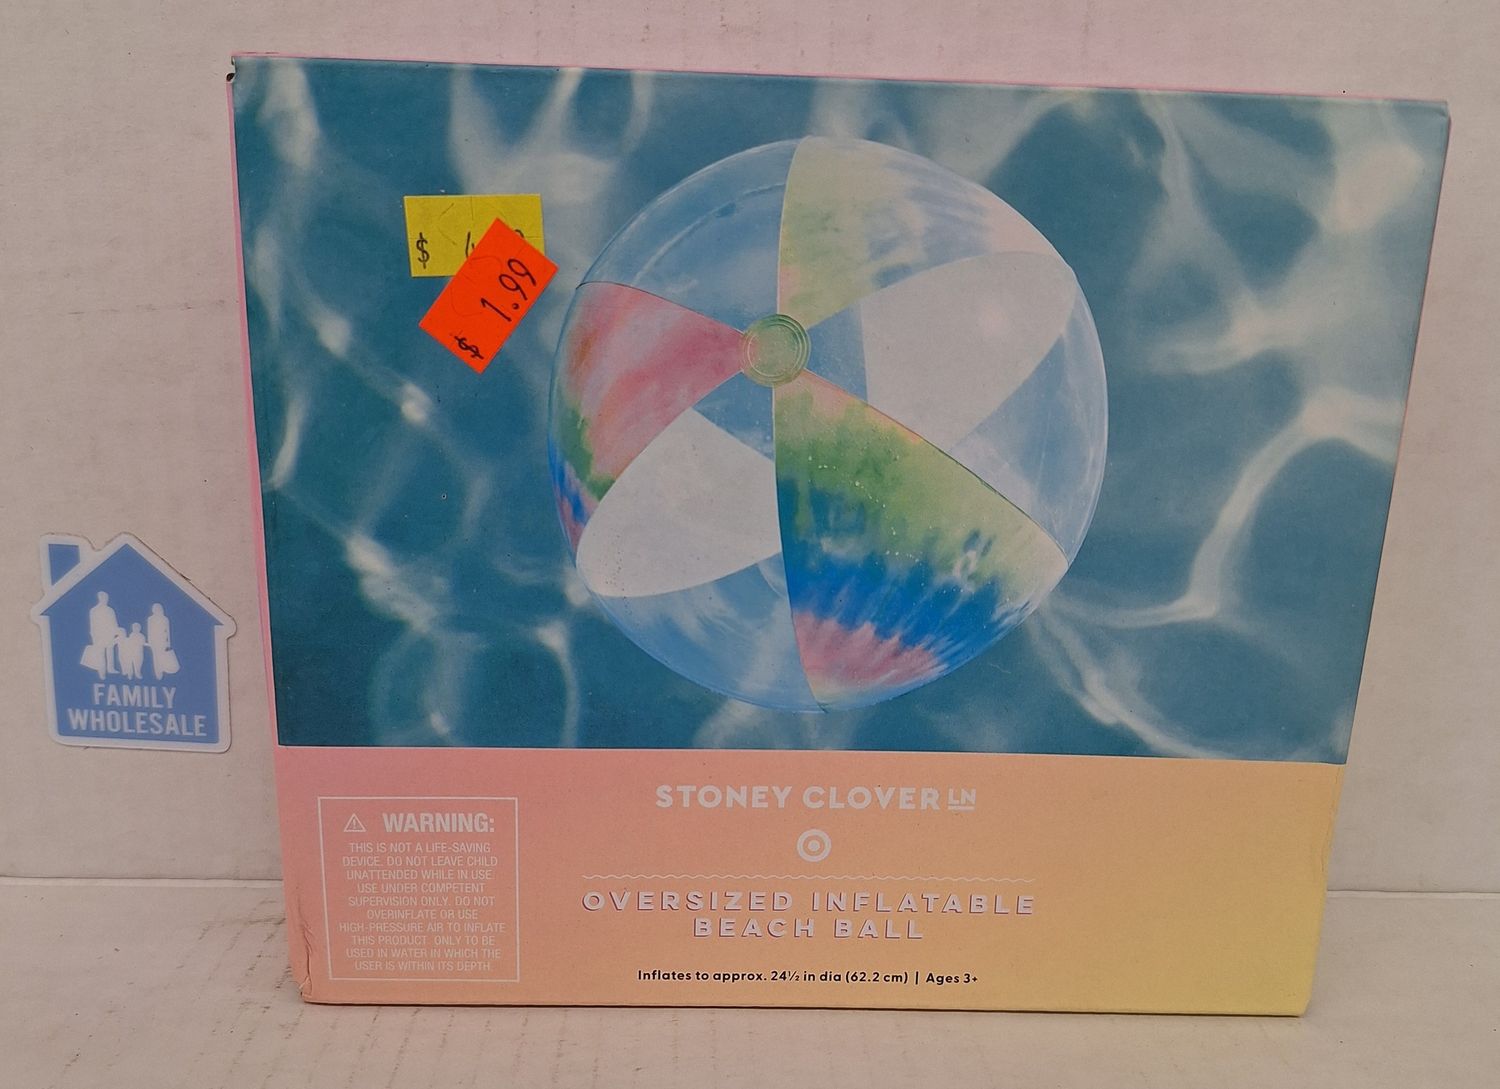 $
$ 1.99
FAMILY
WHOLESALE
STONEY CLOVER LN
OVERSIZED INFLATABLE
BEACH BALL
Inflates to approx. 24½ in dia (62.2 cm) | Ages 3+
WARNING:
THIS IS NOT A LIFE-SAVING
DEVICE. DO NOT LEAVE CHILD
UNATTENDED WHILE IN USE.
USE UNDER COMPETENT
SUPERVISION ONLY. DO NOT
OVERINFLATE OR USE
HIGH-PRESSURE AIR TO INFLATE
THIS PRODUCT. ONLY TO BE
USED IN WATER IN WHICH THE
USER IS WITHIN ITS DEPTH.